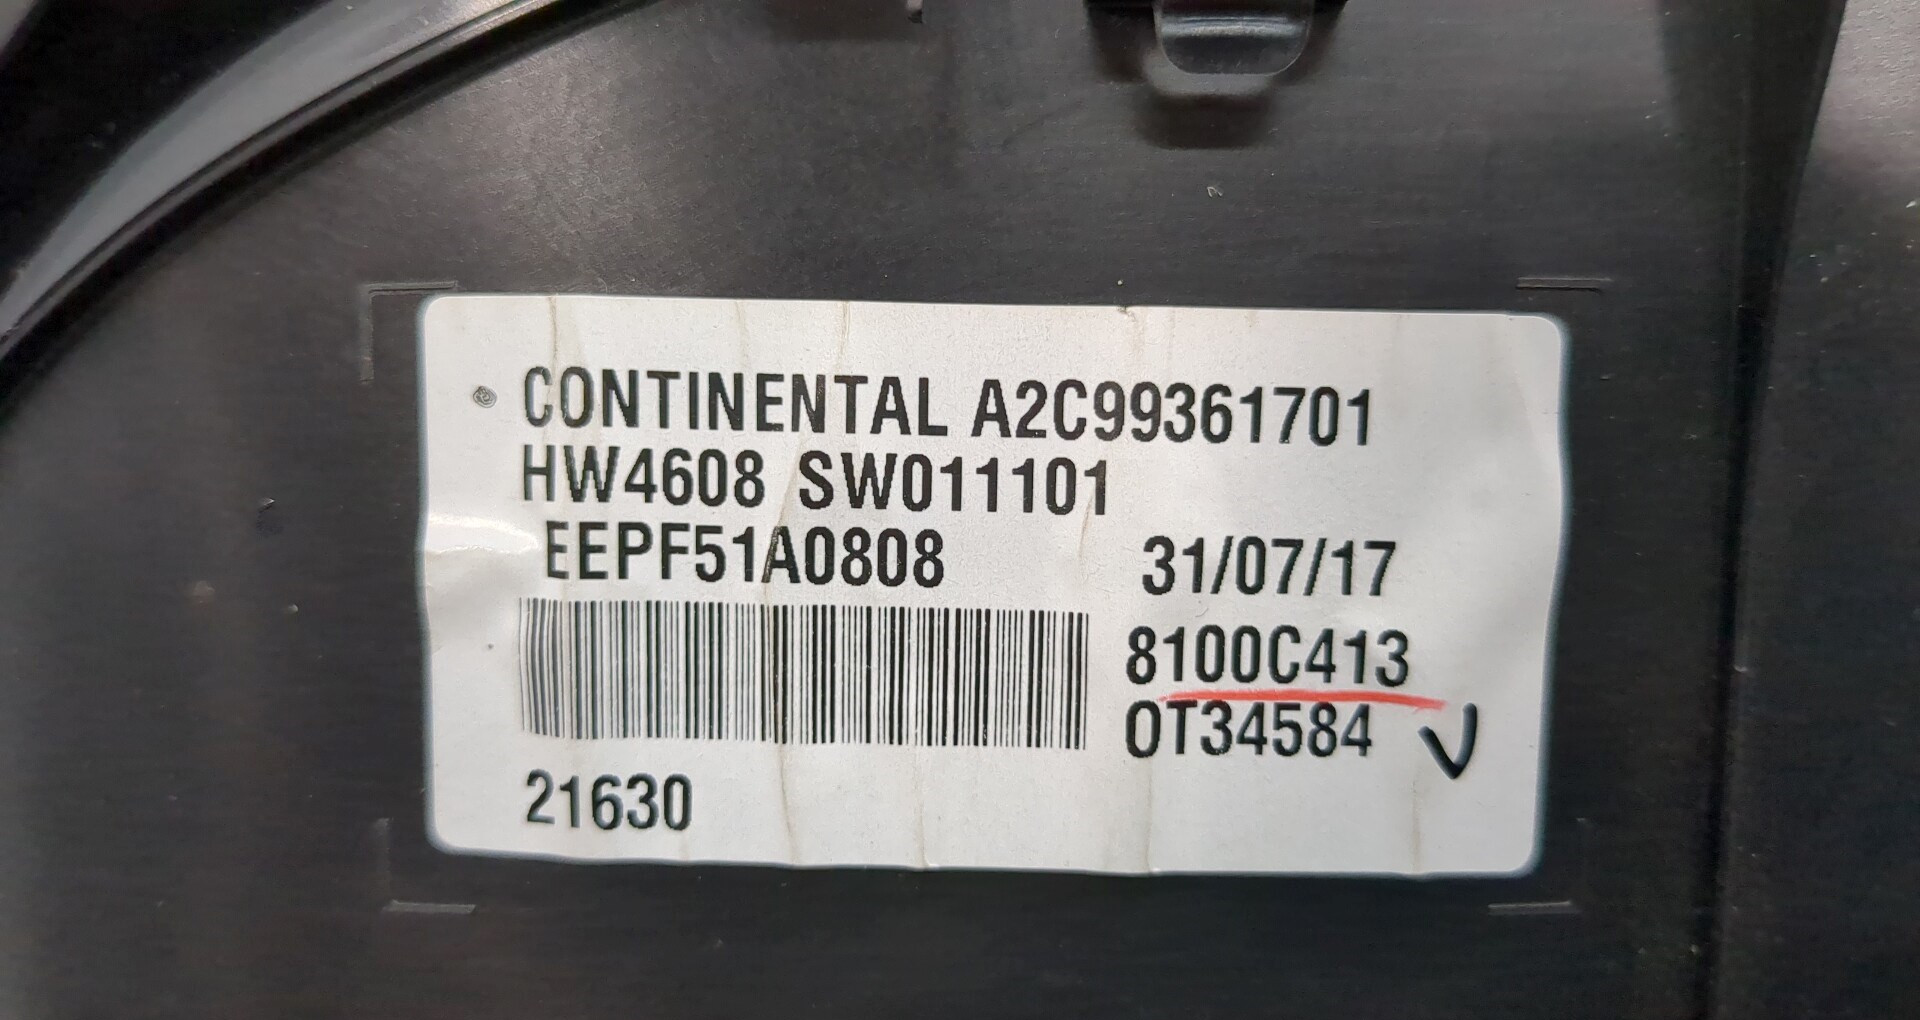 CONTINENTAL A2C99361701
HW4608 SW011101
EEPF51A0808 31/07/17
8100C413
0T34584
21630